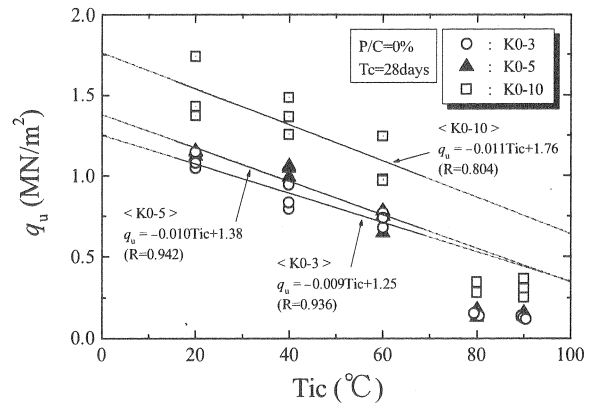 2.0
1.5
1.0
0.5
0.0
qu (MN/m²)
P/C=0%
Tc=28days
○ : K0-3
▲ : K0-5
□ : K0-10
< K0-10 >
qu = −0.011Tic+1.76
(R=0.804)
< K0-5 >
qu = −0.010Tic+1.38
(R=0.942)
< K0-3 >
qu = −0.009Tic+1.25
(R=0.936)
0 20 40 60 80 100
Tic (℃)